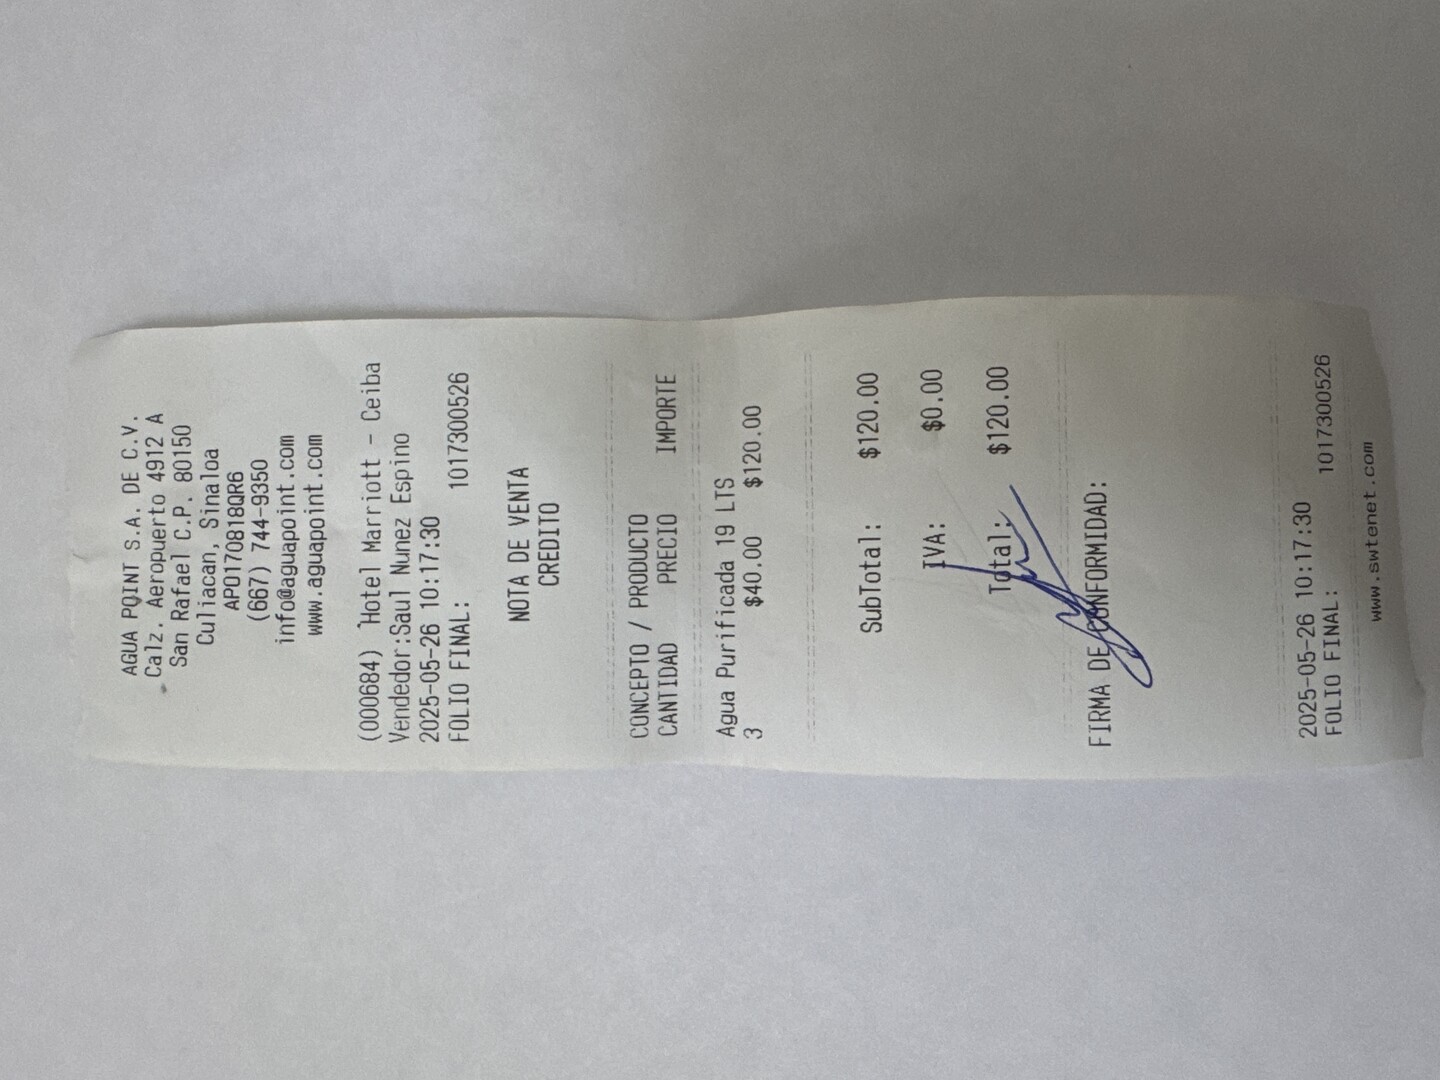 AGUA POINT S.A. DE C.V.
Calz. Aeropuerto 4912 A
San Rafael C.P. 80150
Culiacan, Sinaloa
APO170818QR6
(667) 744-9350
info@aguapoint.com
www.aguapoint.com
(000684) `Hotel Marriott - Ceiba
Vendedor:Saul Nunez Espino
2025-05-26 10:17:30
FOLIO FINAL: 1017300526
NOTA DE VENTA
CREDITO
CONCEPTO / PRODUCTO
CANTIDAD PRECIO IMPORTE
Agua Purificada 19 LTS
3 $40.00 $120.00
SubTotal: $120.00
IVA: $0.00
Total: $120.00
FIRMA DE CONFORMIDAD:
2025-05-26 10:17:30
FOLIO FINAL: 1017300526
www.swtenet.com